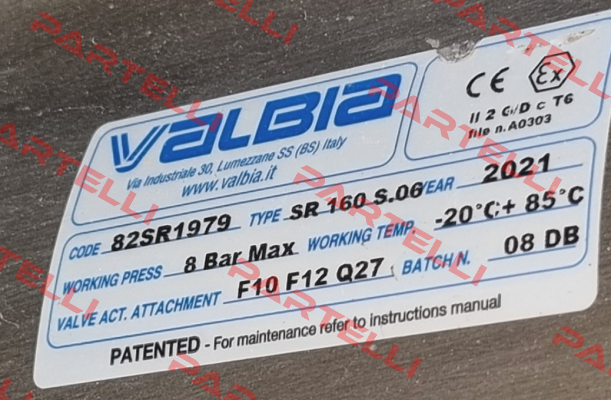 VALBIA
Via Industriale 30, Lumezzane SS (BS) Italy
www.valbia.it
CE Ex
II 2 G/D c T6
file n.A0303
CODE 82SR1979 TYPE SR 160 S.06 YEAR 2021
WORKING PRESS 8 Bar Max WORKING TEMP. -20°C;+ 85°C
VALVE ACT. ATTACHMENT F10 F12 Q27 BATCH N. 08 DB
PATENTED - For maintenance refer to instructions manual
PARTELLI
PARTELLI
PARTELLI
PARTELLI
PARTELLI
PARTELLI
PARTELLI